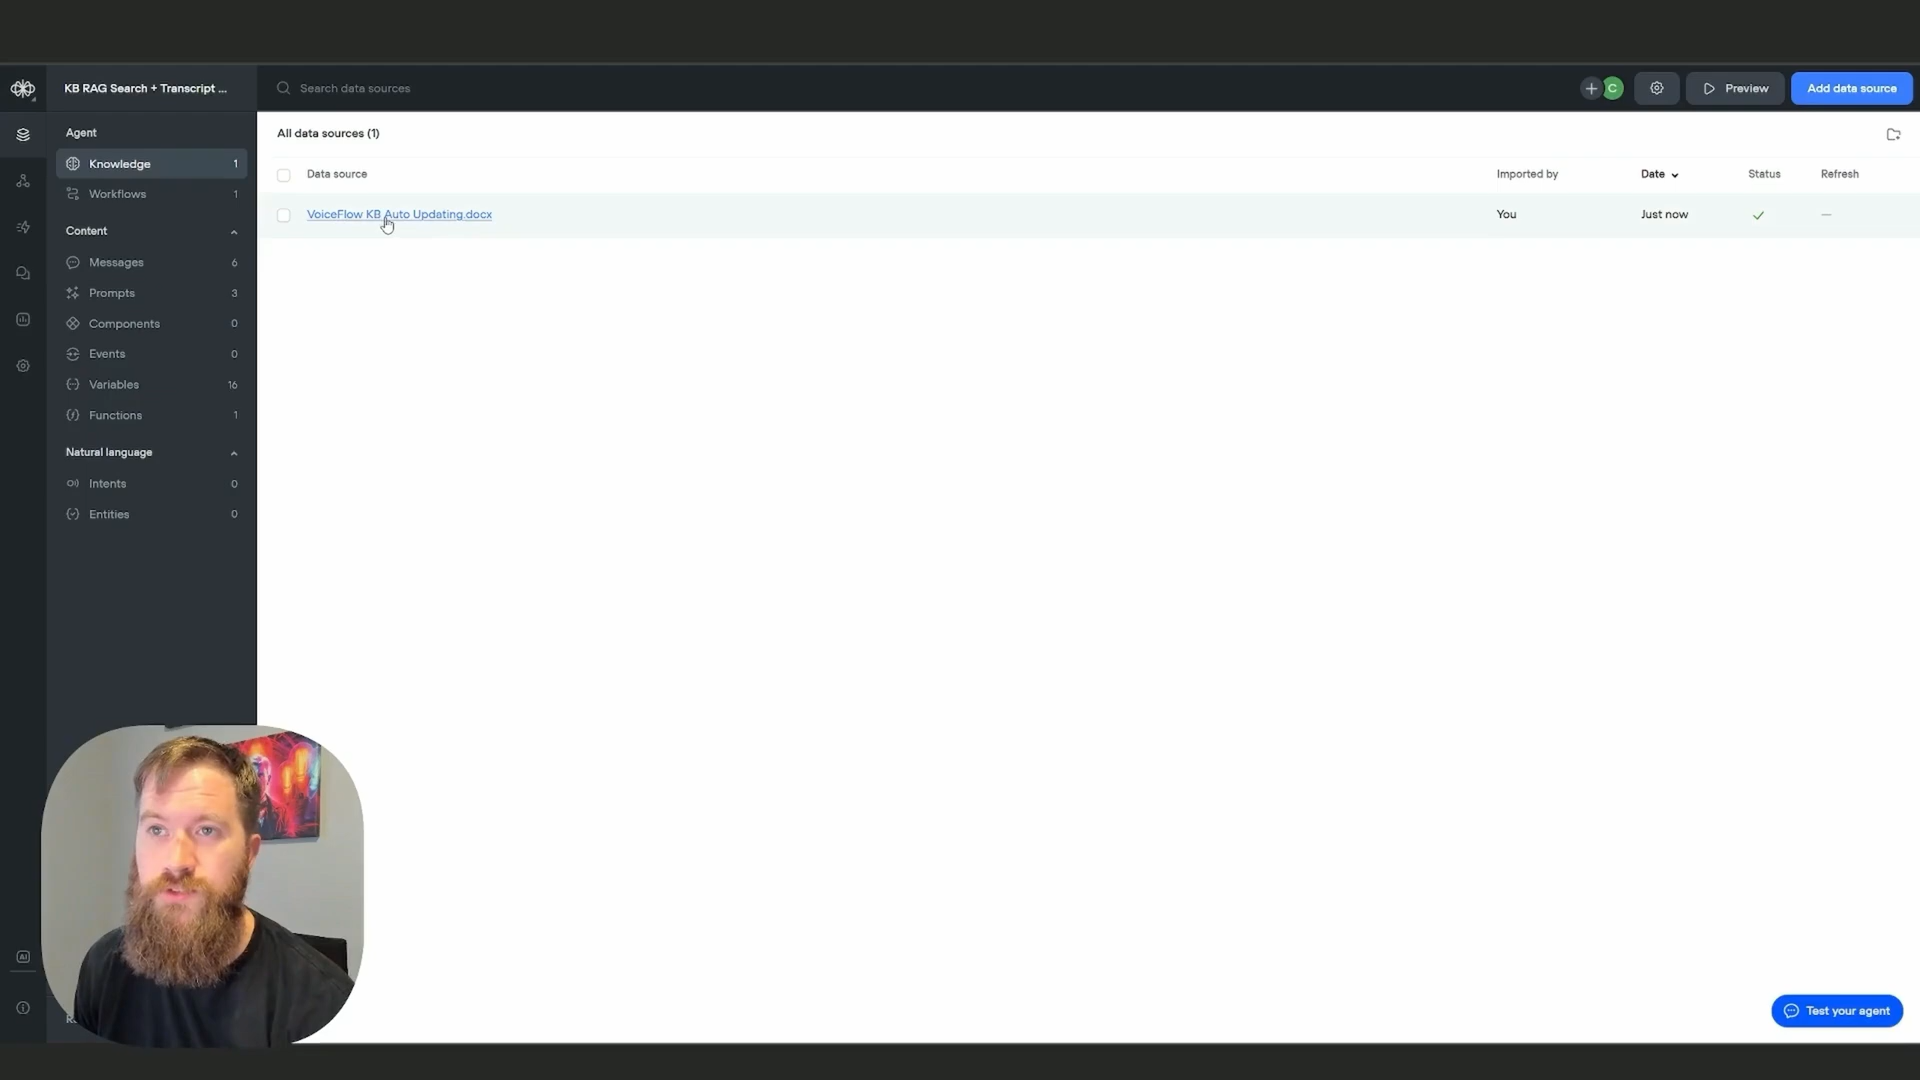 KB RAG Search + Transcript ...
Search data sources
C
Preview
Add data source
Agent
Knowledge 1
Workflows 1
Content
Messages 6
Prompts 3
Components 0
Events 0
Variables 16
Functions 1
Natural language
Intents 0
Entities 0
All data sources (1)
Data source Imported by Date Status Refresh
VoiceFlow KB Auto Updating.docx You Just now
AI
Test your agent